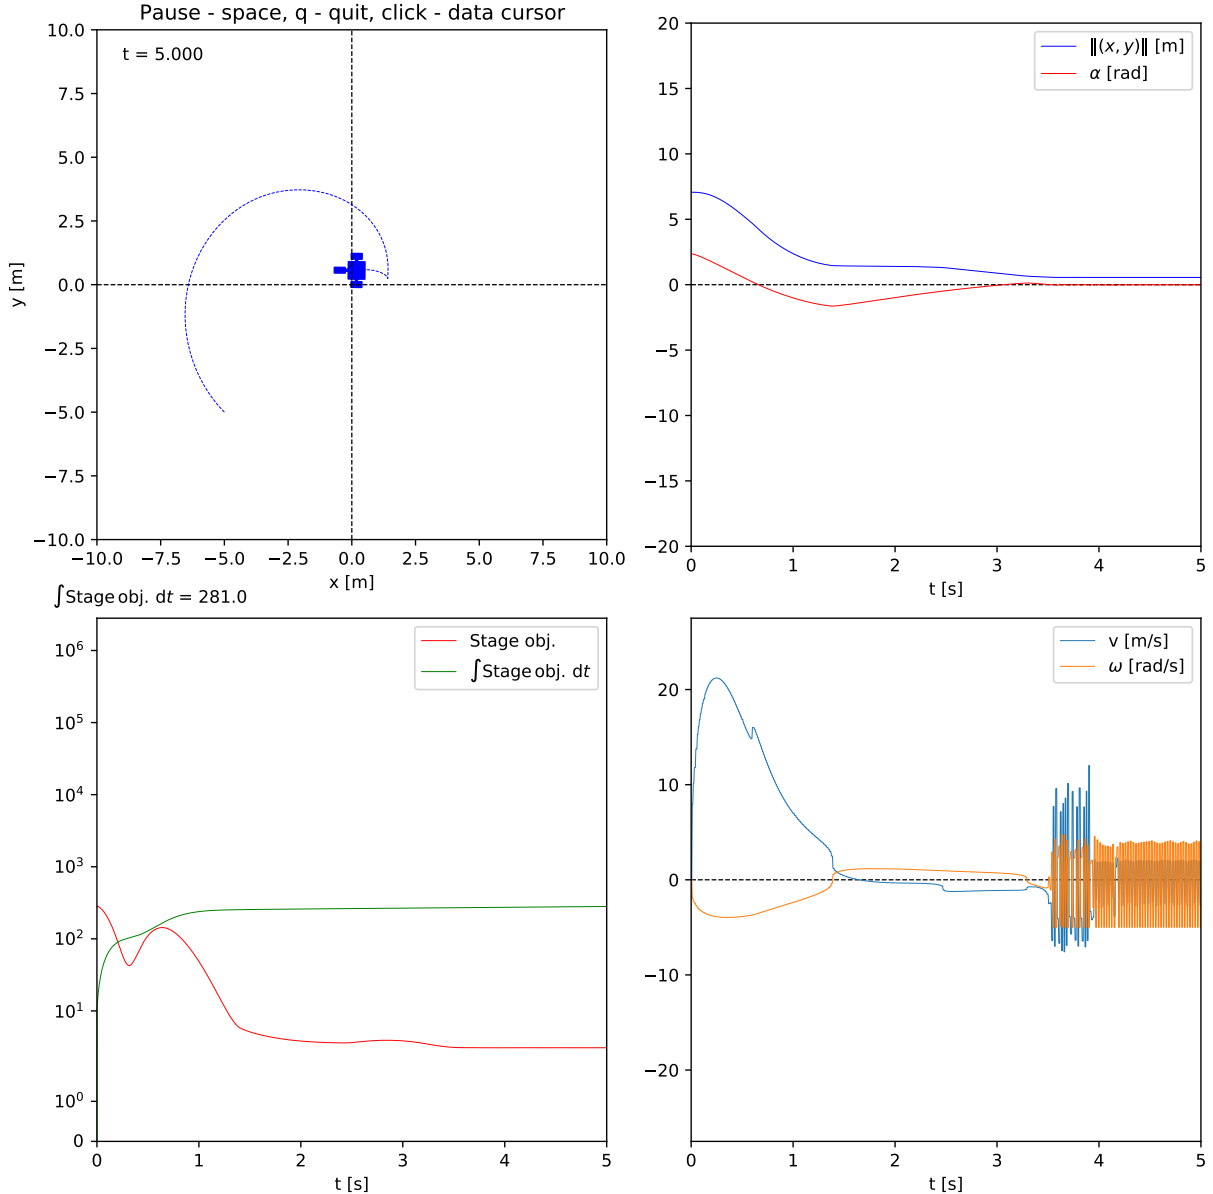 Pause - space, q - quit, click - data cursor
t = 5.000
10.0
7.5
5.0
2.5
0.0
−2.5
−5.0
−7.5
−10.0
y [m]
−10.0 −7.5 −5.0 −2.5 0.0 2.5 5.0 7.5 10.0
x [m]
‖(x, y)‖ [m]
α [rad]
20
15
10
5
0
−5
−10
−15
−20
0 1 2 3 4 5
t [s]
∫Stage obj. dt = 281.0
Stage obj.
∫Stage obj. dt
10⁶
10⁵
10⁴
10³
10²
10¹
10⁰
0
0 1 2 3 4 5
t [s]
v [m/s]
ω [rad/s]
20
10
0
−10
−20
0 1 2 3 4 5
t [s]